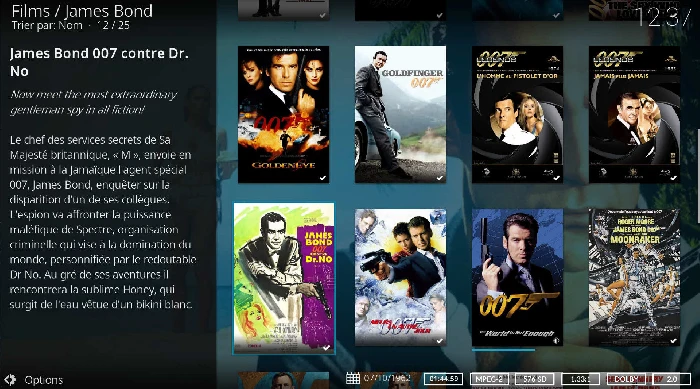 Films / James Bond
Trier par: Nom · 12 / 25
12:37
James Bond 007 contre Dr.
No
Now meet the most extraordinary
gentleman spy in all fiction!
Le chef des services secrets de Sa
Majesté britannique, « M », envoie en
mission à la Jamaïque l'agent spécial
007, James Bond, enquêter sur la
disparition d'un de ses collègues.
L'espion va affronter la puissance
maléfique de Spectre, organisation
criminelle qui vise à la domination du
monde, personnifiée par le redoutable
Dr No. Au gré de ses aventures il
rencontrera la sublime Honey, qui
surgit de l'eau vêtue d'un bikini blanc.
007
GOLDENEYE
GOLDFINGER
007
007
LEGENDS
L'HOMME AU PISTOLET D'OR
007
LEGENDS
JAMAIS PLUS JAMAIS
JAMES
BOND
007
Dr.No
007
The World Is Not Enough
ROGER MOORE
JAMES BOND 007
MOONRAKER
Options
07/10/1962
01:44:59
MPEG-2
576 SD
1.33:1
DOLBY
2.0